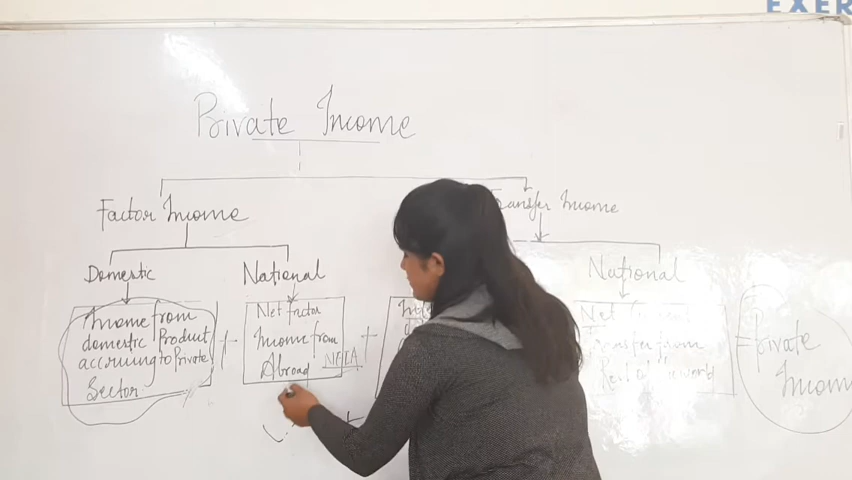 EXER
Private Income
Factor Income
Transfer Income
Domestic
National
National
Income from
domestic Product
accruing to Private
Sector
+
Net factor
Income from
Abroad
NFIA
+
Net
Transfer from
Rest of the world
= Private
Income